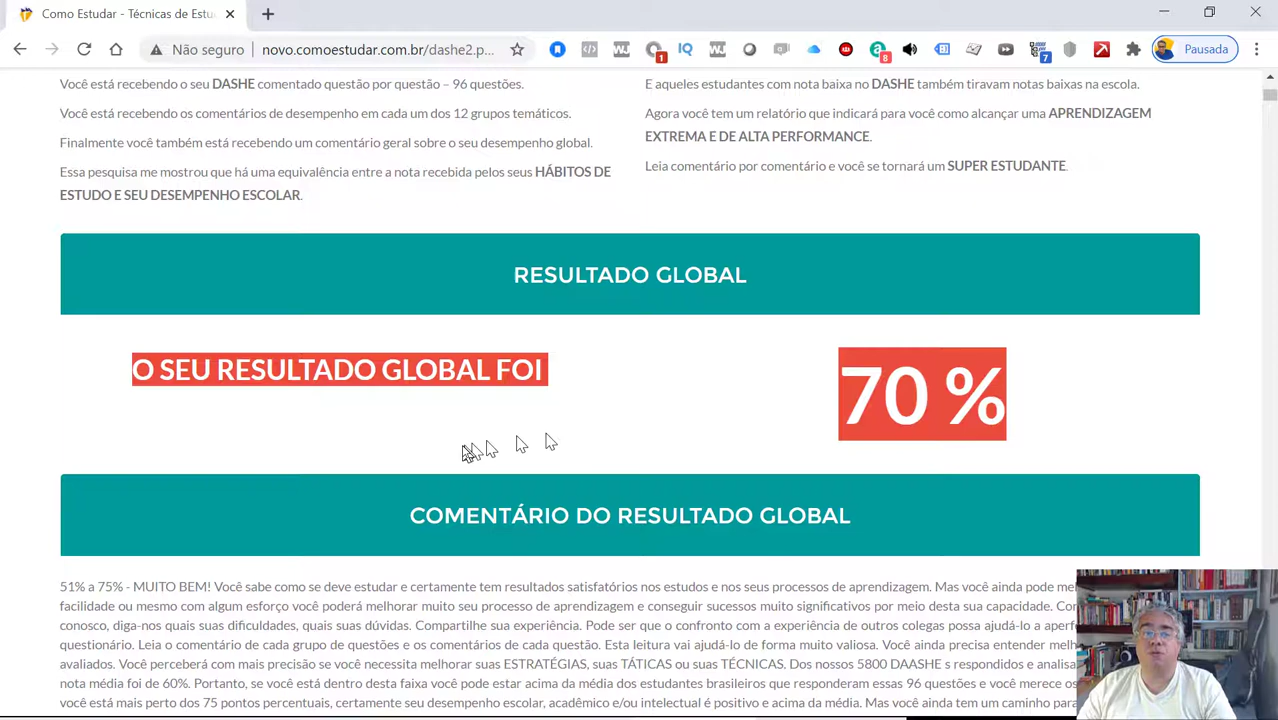 Como Estudar - Técnicas de Estu
Não seguro
novo.comoestudar.com.br/dashe2.p...
1
8
7
Pausada
Você está recebendo o seu DASHE comentado questão por questão – 96 questões.
Você está recebendo os comentários de desempenho em cada um dos 12 grupos temáticos.
Finalmente você também está recebendo um comentário geral sobre o seu desempenho global.
Essa pesquisa me mostrou que há uma equivalência entre a nota recebida pelos seus HÁBITOS
DE ESTUDO E SEU DESEMPENHO ESCOLAR.
E aqueles estudantes com nota baixa no DASHE também tiravam notas baixas na escola.
Agora você tem um relatório que indicará para você como alcançar uma APRENDIZAGEM
EXTREMA E DE ALTA PERFORMANCE.
Leia comentário por comentário e você se tornará um SUPER ESTUDANTE.
RESULTADO GLOBAL
O SEU RESULTADO GLOBAL FOI
70 %
COMENTÁRIO DO RESULTADO GLOBAL
51% a 75% - MUITO BEM! Você sabe como se deve estudar e certamente tem resultados satisfatórios nos estudos e nos seus processos de aprendizagem. Mas você ainda pode me
facilidade ou mesmo com algum esforço você poderá melhorar muito seu processo de aprendizagem e conseguir sucessos muito significativos por meio desta sua capacidade. Co
conosco, diga-nos quais suas dificuldades, quais suas dúvidas. Compartilhe sua experiência. Pode ser que o confronto com a experiência de outros colegas possa ajudá-lo a aperf
questionário. Leia o comentário de cada grupo de questões e os comentários de cada questão. Esta leitura vai ajudá-lo de forma muito valiosa. Você ainda precisa entender melh
avaliados. Você perceberá com mais precisão se você necessita melhorar suas ESTRATÉGIAS, suas TÁTICAS ou suas TÉCNICAS. Dos nossos 5800 DAASHE s respondidos e analisa
nota média foi de 60%. Portanto, se você está dentro desta faixa você pode estar acima da média dos estudantes brasileiros que responderam essas 96 questões e você merece os
você está mais perto dos 75 pontos percentuais, certamente seu desempenho escolar, acadêmico e/ou intelectual é positivo e acima da média. Mas você ainda tem um caminho para